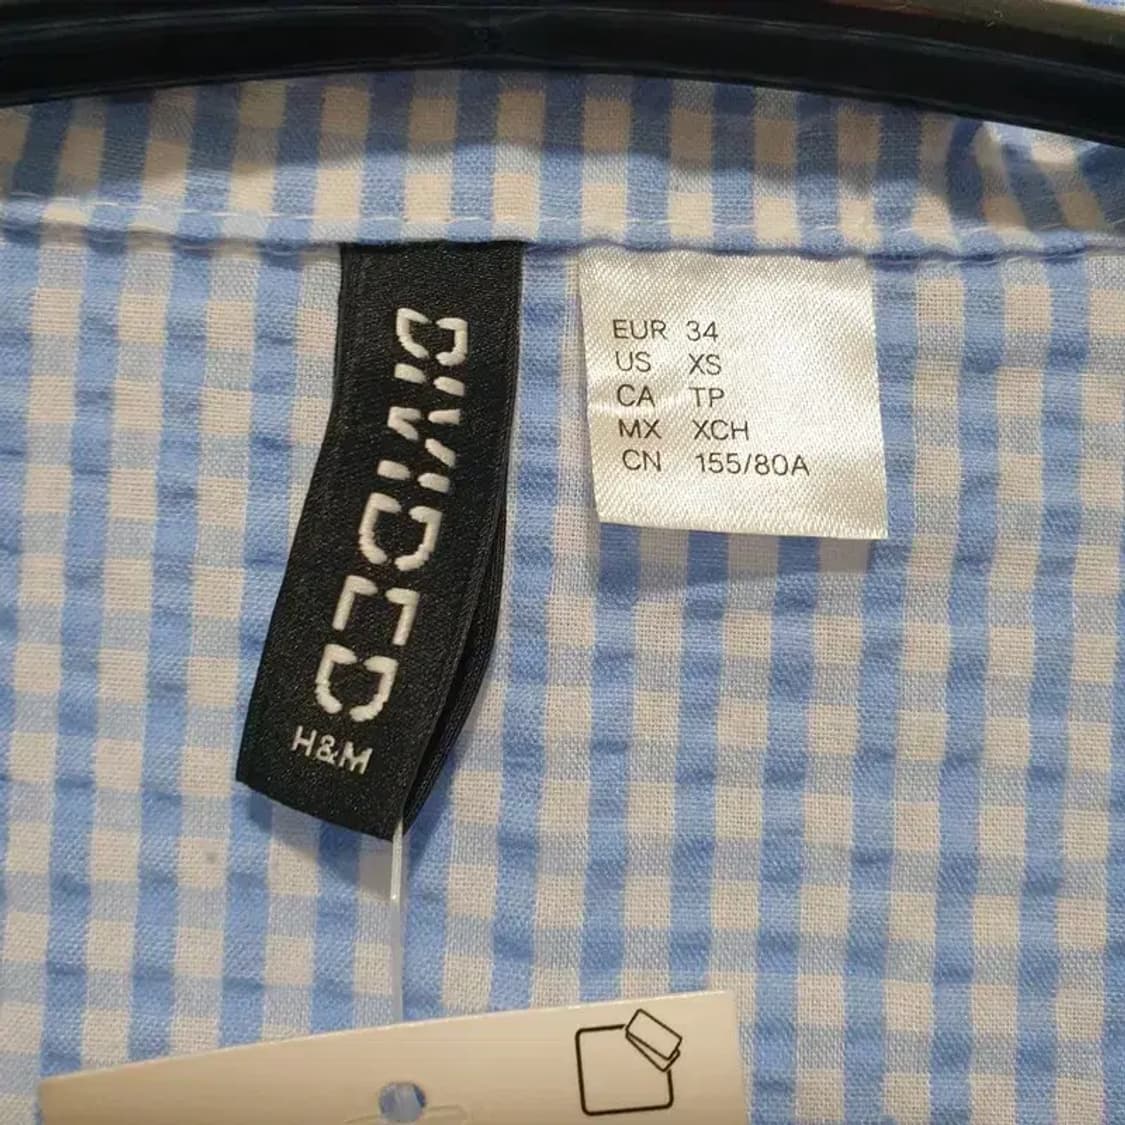 DIVIDED
H&M
EUR 34
US XS
CA TP
MX XCH
CN 155/80A